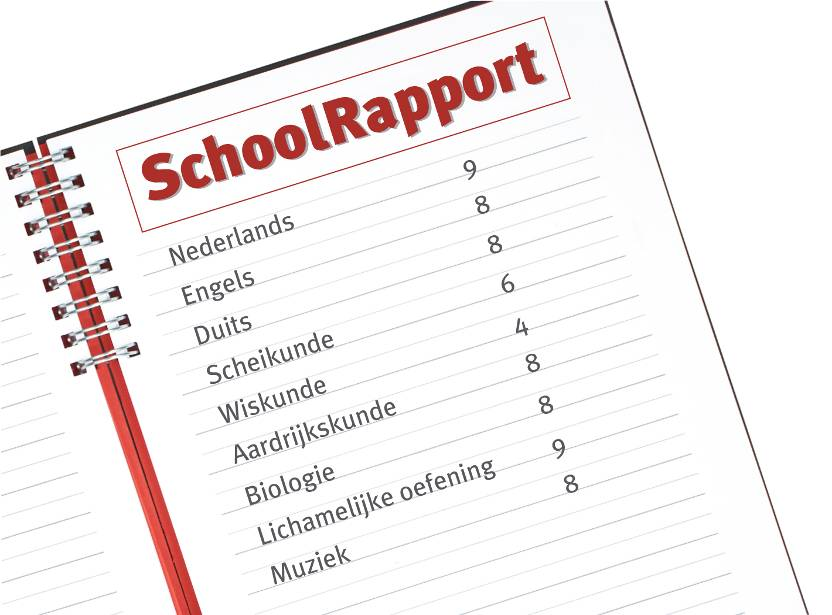 SchoolRapport
Nederlands 9
Engels 8
Duits 8
Scheikunde 6
Wiskunde 4
Aardrijkskunde 8
Biologie 8
Lichamelijke oefening 9
Muziek 8